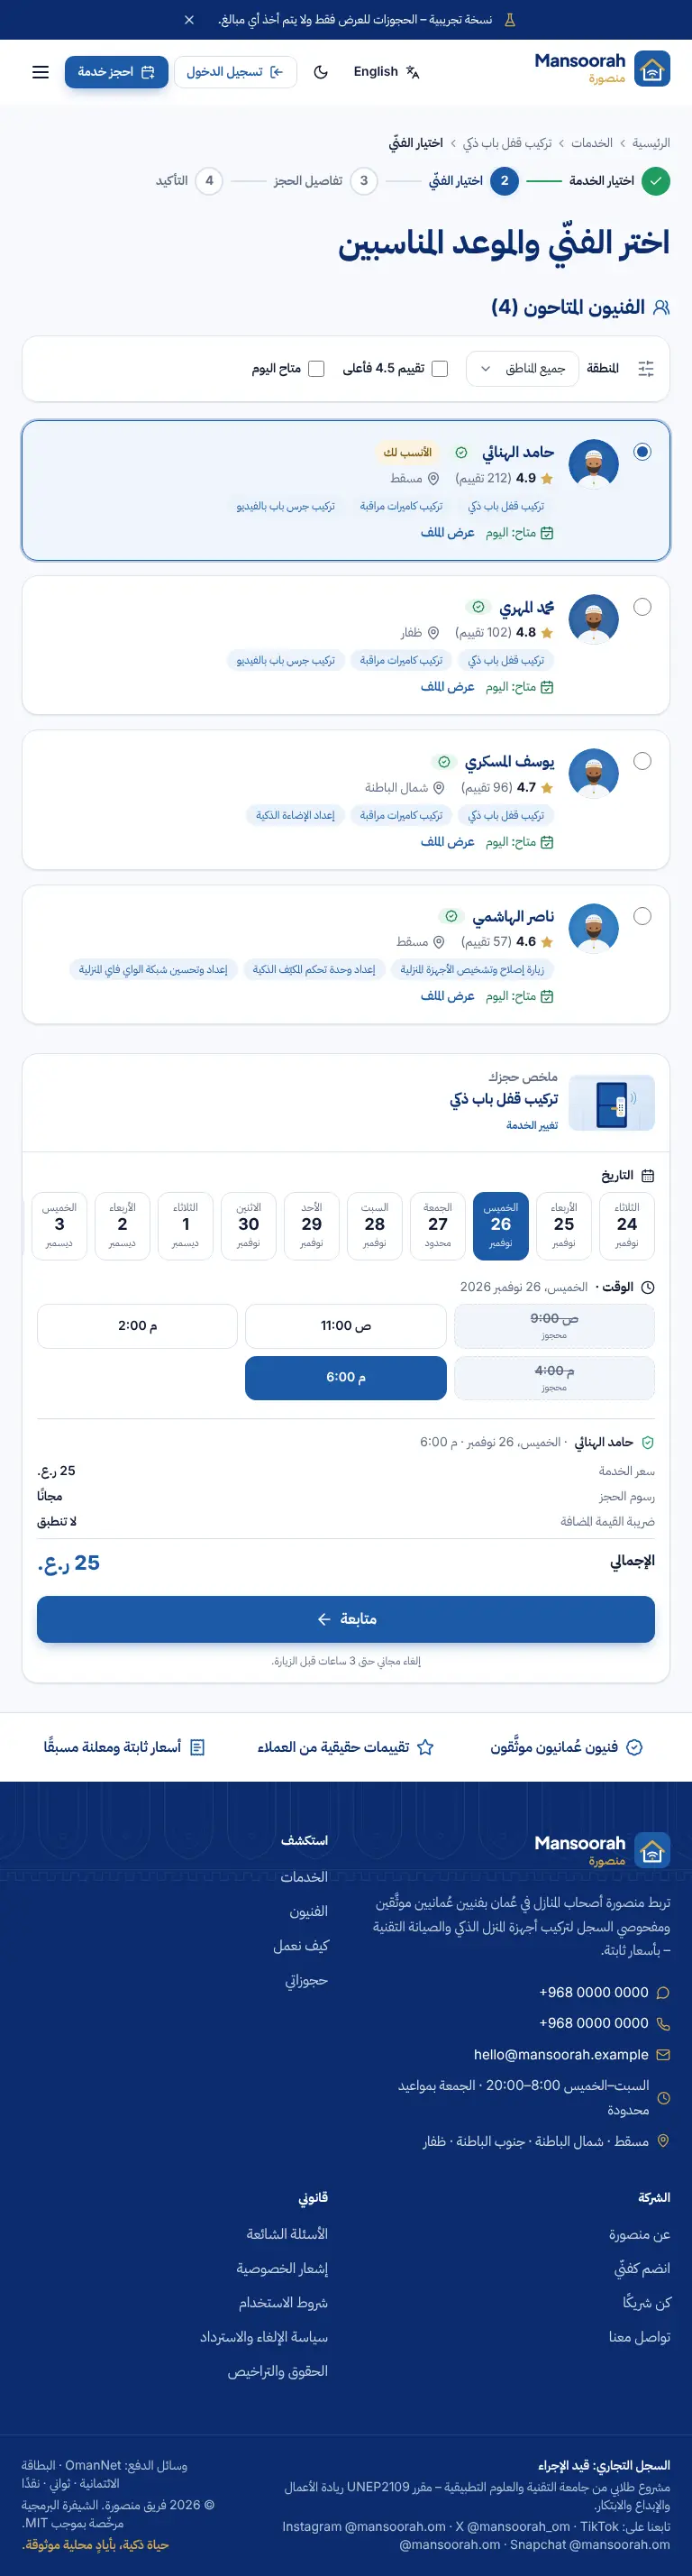 نسخة تجريبية – الحجوزات للعرض فقط ولا يتم أخذ أي مبالغ.
Mansoorah
منصورة
English
تسجيل الدخول
احجز خدمة
الرئيسية › الخدمات › تركيب قفل باب ذكي › اختيار الفنّي
اختيار الخدمة
2 اختيار الفنّي
3 تفاصيل الحجز
4 التأكيد
اختر الفنّي والموعد المناسبين
الفنيون المتاحون (4)
المنطقة
جميع المناطق
تقييم 4.5 فأعلى
متاح اليوم
حامد الهنائي
الأنسب لك
4.9 (212 تقييم) مسقط
تركيب قفل باب ذكي
تركيب كاميرات مراقبة
تركيب جرس باب بالفيديو
متاح: اليوم
عرض الملف
محمد المهري
4.8 (102 تقييم) ظفار
تركيب قفل باب ذكي
تركيب كاميرات مراقبة
تركيب جرس باب بالفيديو
متاح: اليوم
عرض الملف
يوسف المسكري
4.7 (96 تقييم) شمال الباطنة
تركيب قفل باب ذكي
تركيب كاميرات مراقبة
إعداد الإضاءة الذكية
متاح: اليوم
عرض الملف
ناصر الهاشمي
4.6 (57 تقييم) مسقط
زيارة إصلاح وتشخيص الأجهزة المنزلية
إعداد وحدة تحكم المكيّف الذكية
إعداد وتحسين شبكة الواي فاي المنزلية
متاح: اليوم
عرض الملف
ملخص حجزك
تركيب قفل باب ذكي
تغيير الخدمة
التاريخ
الثلاثاء 24 نوفمبر
الأربعاء 25 نوفمبر
الخميس 26 نوفمبر
الجمعة 27 محدود
السبت 28 نوفمبر
الأحد 29 نوفمبر
الاثنين 30 نوفمبر
الثلاثاء 1 ديسمبر
الأربعاء 2 ديسمبر
الخميس 3 ديسمبر
الوقت · الخميس، 26 نوفمبر 2026
9:00 ص
محجوز
11:00 ص
2:00 م
4:00 م
محجوز
6:00 م
حامد الهنائي · الخميس، 26 نوفمبر · 6:00 م
سعر الخدمة 25 ر.ع.
رسوم الحجز مجانًا
ضريبة القيمة المضافة لا تنطبق
الإجمالي 25 ر.ع.
متابعة
إلغاء مجاني حتى 3 ساعات قبل الزيارة.
فنيون عُمانيون موثَّقون
تقييمات حقيقية من العملاء
أسعار ثابتة ومعلنة مسبقًا
Mansoorah
منصورة
تربط منصورة أصحاب المنازل في عُمان بفنيين عُمانيين موثَّقين
ومفحوصي السجل لتركيب أجهزة المنزل الذكي والصيانة التقنية
– بأسعار ثابتة.
+968 0000 0000
+968 0000 0000
hello@mansoorah.example
السبت–الخميس 8:00–20:00 · الجمعة بمواعيد
محدودة
مسقط · شمال الباطنة · جنوب الباطنة · ظفار
استكشف
الخدمات
الفنيون
كيف نعمل
حجوزاتي
الشركة
عن منصورة
انضم كفنّي
كن شريكًا
تواصل معنا
قانوني
الأسئلة الشائعة
إشعار الخصوصية
شروط الاستخدام
سياسة الإلغاء والاسترداد
الحقوق والتراخيص
السجل التجاري: قيد الإجراء
مشروع طلابي من جامعة التقنية والعلوم التطبيقية – مقرر UNEP2109 ريادة الأعمال
والإبداع والابتكار.
تابعنا على: Instagram @mansoorah.om · X @mansoorah_om · TikTok
@mansoorah.om · Snapchat @mansoorah.om
وسائل الدفع: OmanNet · البطاقة
الائتمانية · ثواني · نقدًا
© 2026 فريق منصورة. الشيفرة البرمجية
مرخّصة بموجب MIT.
حياة ذكية، بأيادٍ محلية موثوقة.